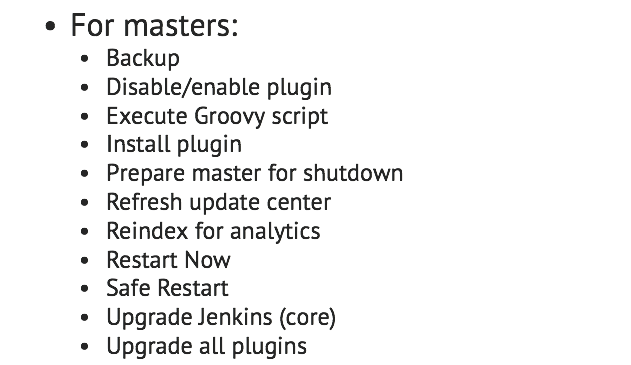 • For masters:
• Backup
• Disable/enable plugin
• Execute Groovy script
• Install plugin
• Prepare master for shutdown
• Refresh update center
• Reindex for analytics
• Restart Now
• Safe Restart
• Upgrade Jenkins (core)
• Upgrade all plugins